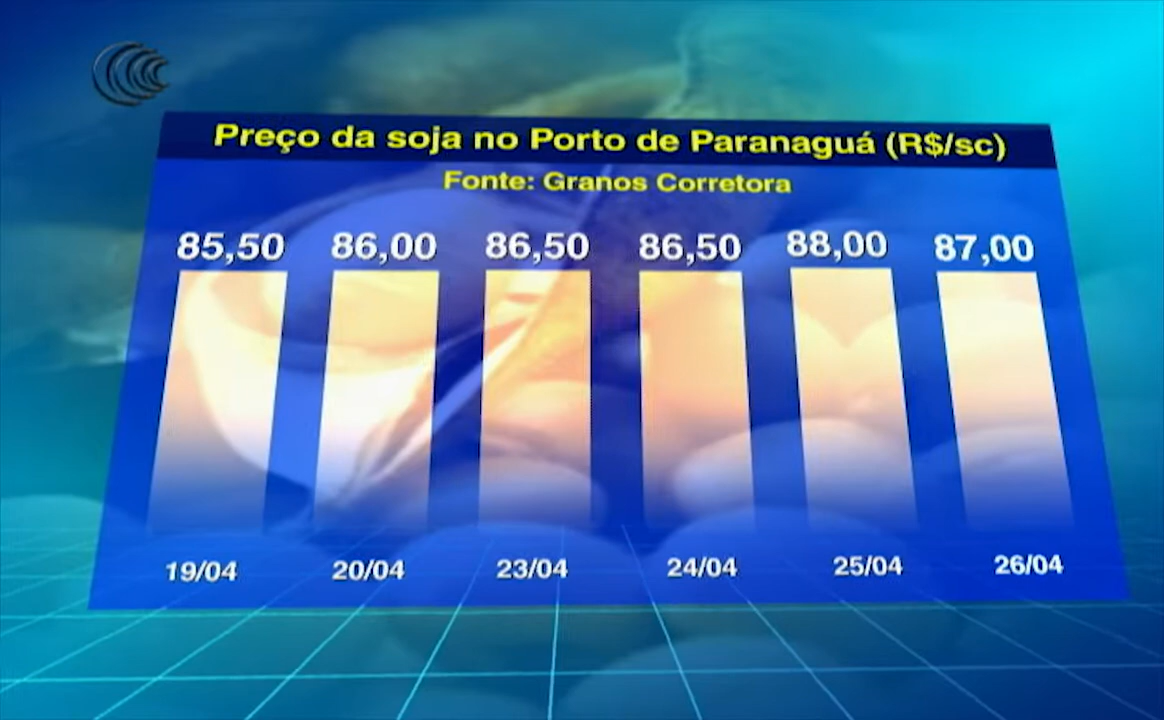 Preço da soja no Porto de Paranaguá (R$/sc)
Fonte: Granos Corretora
85,50 86,00 86,50 86,50 88,00 87,00
19/04 20/04 23/04 24/04 25/04 26/04